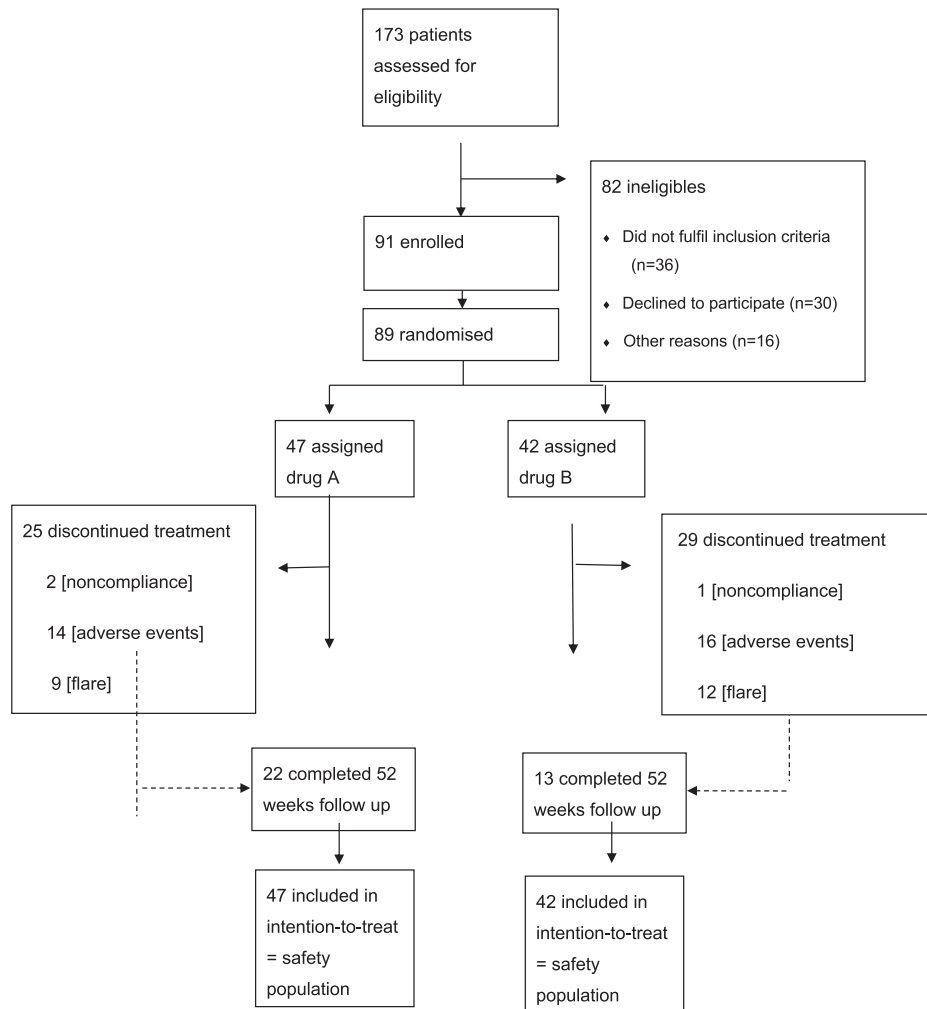 173 patients
assessed for
eligibility
82 ineligibles
♦ Did not fulfil inclusion criteria
(n=36)
♦ Declined to participate (n=30)
♦ Other reasons (n=16)
91 enrolled
89 randomised
47 assigned
drug A
42 assigned
drug B
25 discontinued treatment
2 [noncompliance]
14 [adverse events]
9 [flare]
29 discontinued treatment
1 [noncompliance]
16 [adverse events]
12 [flare]
22 completed 52
weeks follow up
13 completed 52
weeks follow up
47 included in
intention-to-treat
= safety
population
42 included in
intention-to-treat
= safety
population